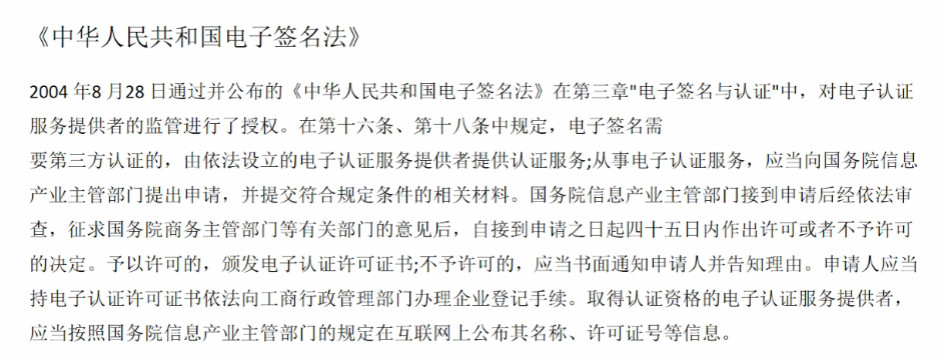 《中华人民共和国电子签名法》
2004 年8 月28 日通过并公布的《中华人民共和国电子签名法》在第三章"电子签名与认证"中，对电子认证
服务提供者的监管进行了授权。在第十六条、第十八条中规定，电子签名需
要第三方认证的，由依法设立的电子认证服务提供者提供认证服务;从事电子认证服务，应当向国务院信息
产业主管部门提出申请，并提交符合规定条件的相关材料。国务院信息产业主管部门接到申请后经依法审
查，征求国务院商务主管部门等有关部门的意见后，自接到申请之日起四十五日内作出许可或者不予许可
的决定。予以许可的，颁发电子认证许可证书;不予许可的，应当书面通知申请人并告知理由。申请人应当
持电子认证许可证书依法向工商行政管理部门办理企业登记手续。取得认证资格的电子认证服务提供者，
应当按照国务院信息产业主管部门的规定在互联网上公布其名称、许可证号等信息。